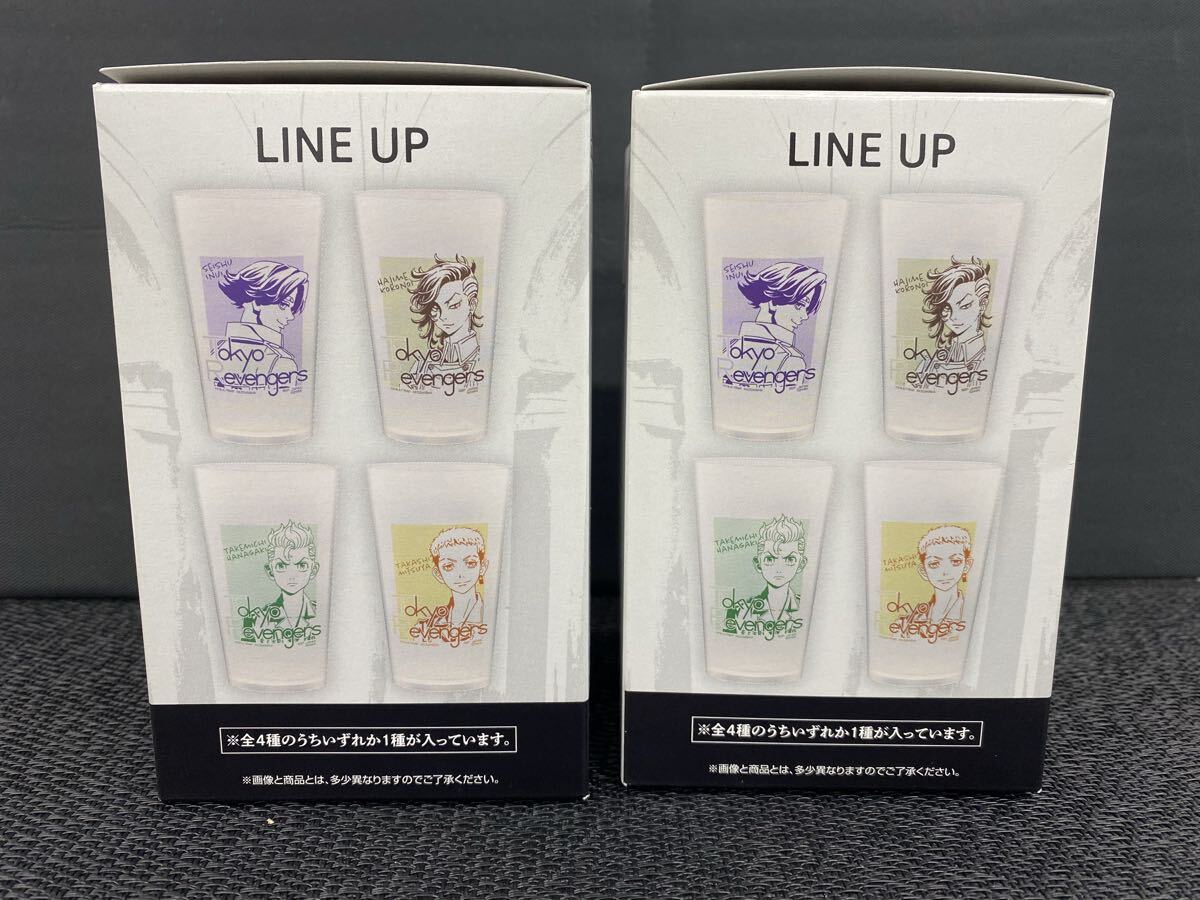 LINE UP
SEISHU
INUI
Tokyo
Revengers
HAJIME
KOKONOI
Tokyo
Revengers
TAKEMICHI
HANAGAKI
Tokyo
Revengers
TAKASHI
MITSUYA
Tokyo
Revengers
※全4種のうちいずれか1種が入っています。
※画像と商品とは、多少異なりますのでご了承ください。
LINE UP
SEISHU
INUI
Tokyo
Revengers
HAJIME
KOKONOI
Tokyo
Revengers
TAKEMICHI
HANAGAKI
Tokyo
Revengers
TAKASHI
MITSUYA
Tokyo
Revengers
※全4種のうちいずれか1種が入っています。
※画像と商品とは、多少異なりますのでご了承ください。